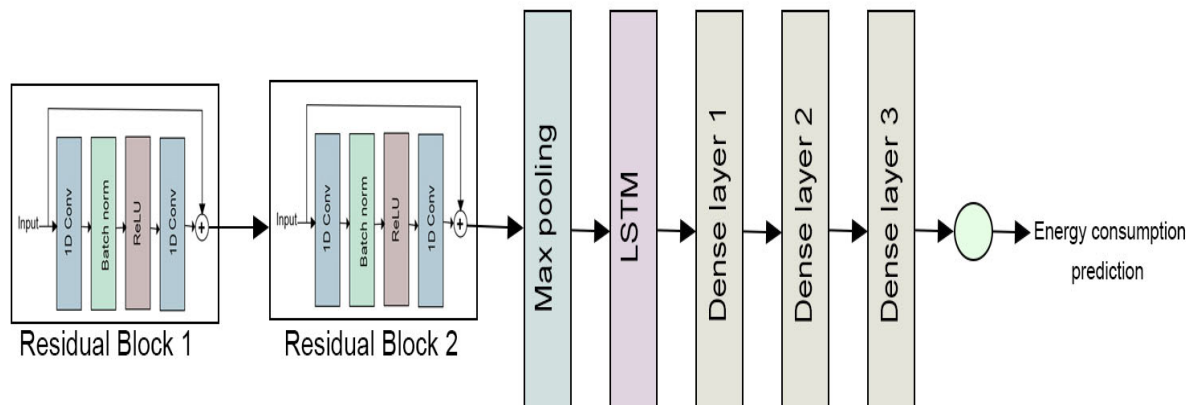 Input
1D Conv
Batch norm
ReLU
1D Conv
+
Residual Block 1
Input
1D Conv
Batch norm
ReLU
1D Conv
+
Residual Block 2
Max pooling
LSTM
Dense layer 1
Dense layer 2
Dense layer 3
Energy consumption
prediction